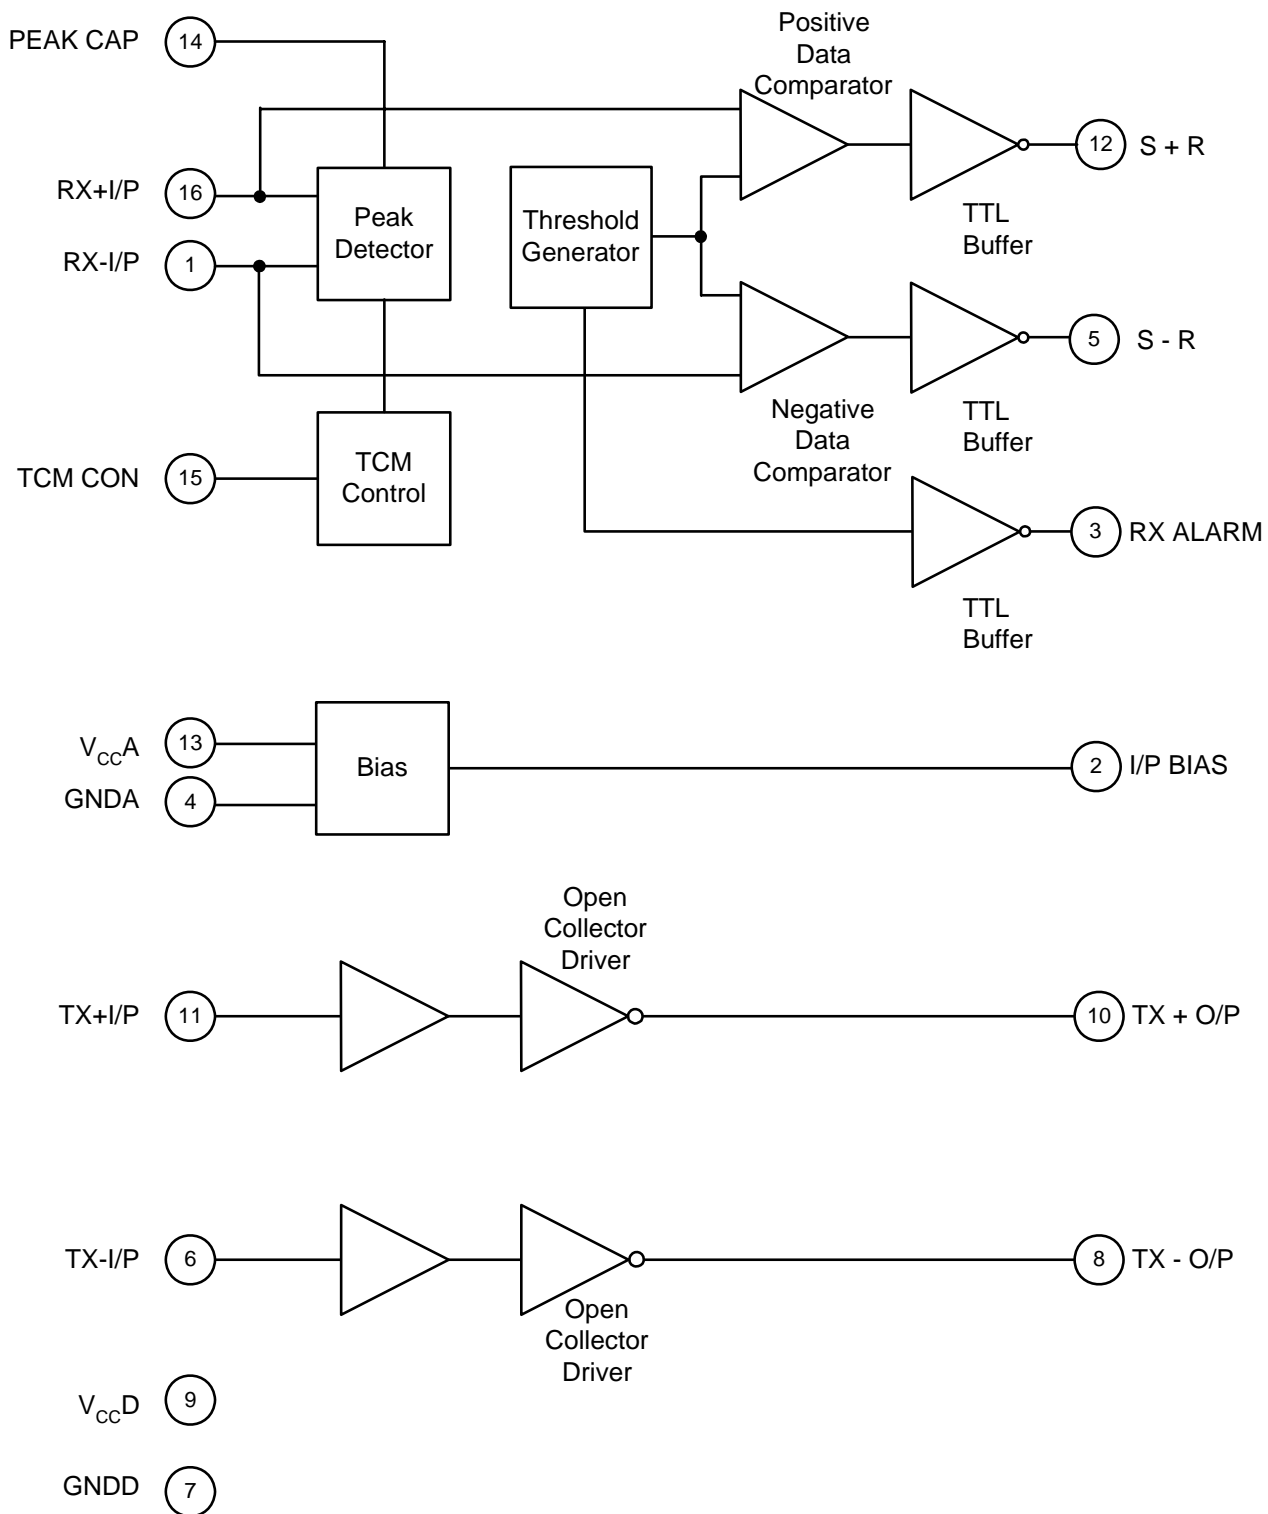 PEAK CAP 14
Positive
Data
Comparator
12 S + R
RX+I/P 16
Peak
Detector
Threshold
Generator
TTL
Buffer
RX-I/P 1
5 S - R
Negative
Data
Comparator
TTL
Buffer
TCM CON 15
TCM
Control
3 RX ALARM
TTL
Buffer
VCCA 13
Bias
2 I/P BIAS
GNDA 4
Open
Collector
Driver
TX+I/P 11
10 TX + O/P
TX-I/P 6
8 TX - O/P
Open
Collector
Driver
VCCD 9
GNDD 7